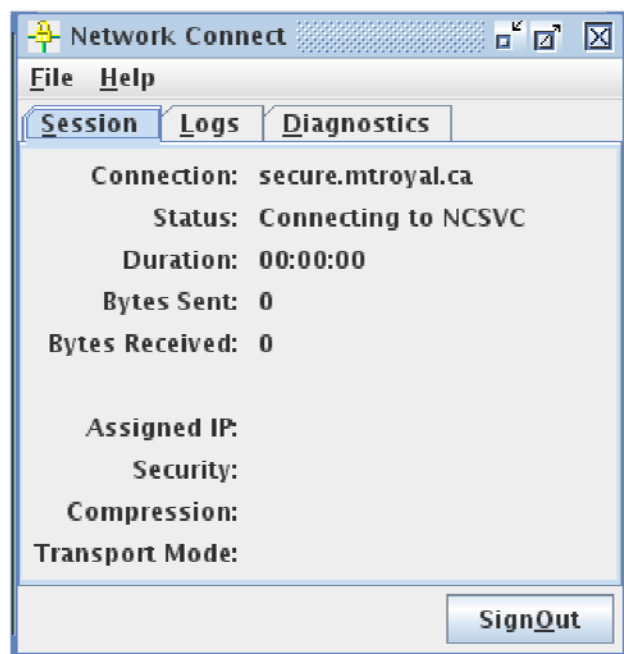 Network Connect
File Help
Session Logs Diagnostics
Connection: secure.mtroyal.ca
Status: Connecting to NCSVC
Duration: 00:00:00
Bytes Sent: 0
Bytes Received: 0
Assigned IP:
Security:
Compression:
Transport Mode:
SignOut